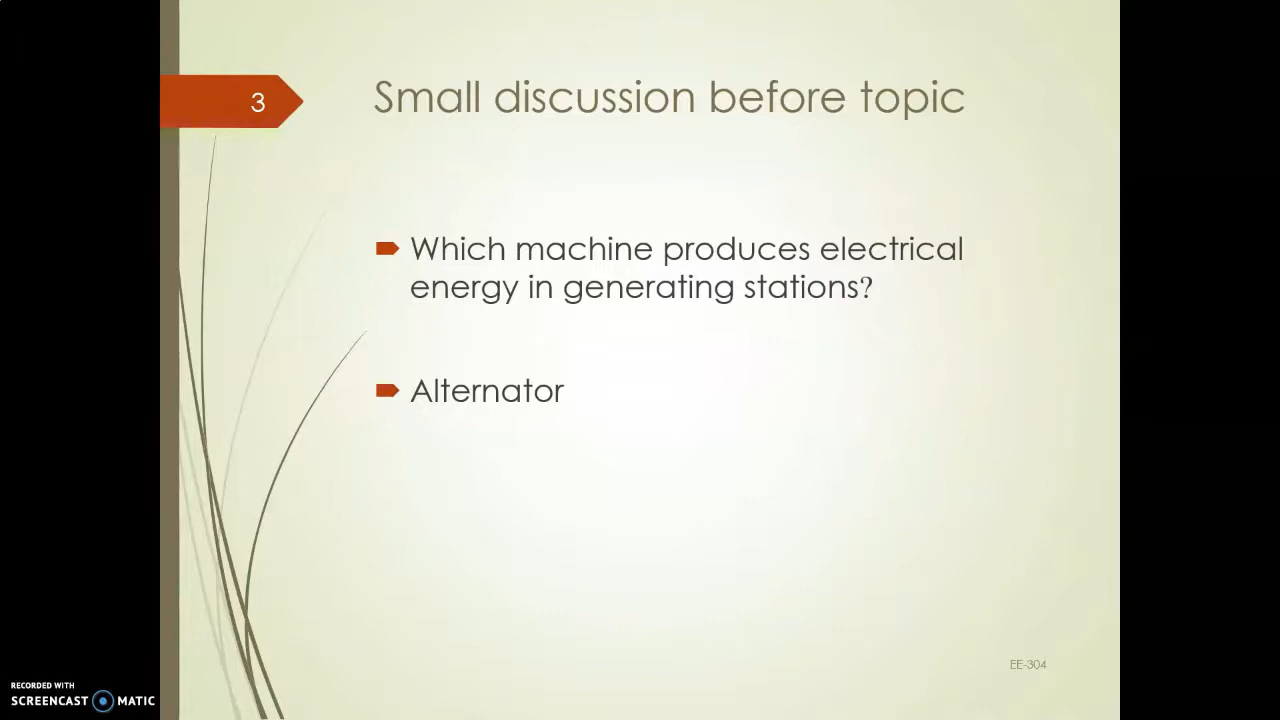 3
Small discussion before topic
Which machine produces electrical
energy in generating stations?
Alternator
EE-304
RECORDED WITH
SCREENCAST MATIC